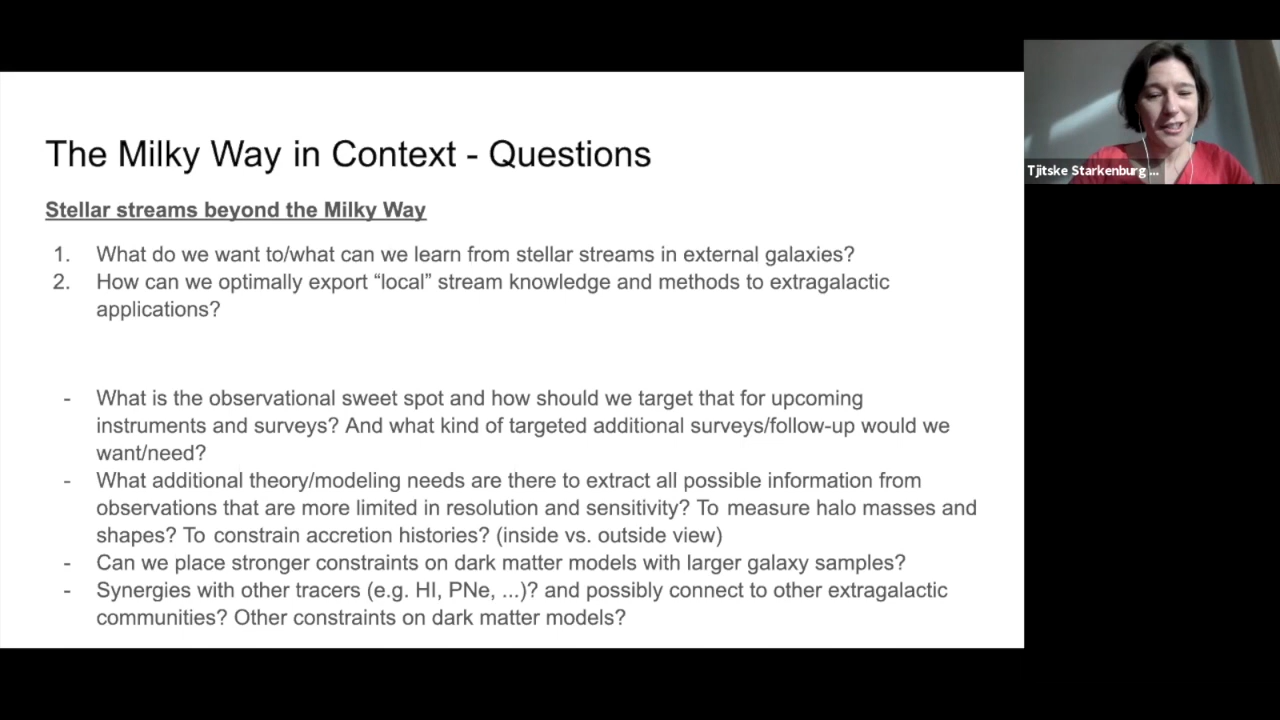 The Milky Way in Context - Questions
Stellar streams beyond the Milky Way
1. What do we want to/what can we learn from stellar streams in external galaxies?
2. How can we optimally export “local” stream knowledge and methods to extragalactic
applications?
- What is the observational sweet spot and how should we target that for upcoming
instruments and surveys? And what kind of targeted additional surveys/follow-up would we
want/need?
- What additional theory/modeling needs are there to extract all possible information from
observations that are more limited in resolution and sensitivity? To measure halo masses and
shapes? To constrain accretion histories? (inside vs. outside view)
- Can we place stronger constraints on dark matter models with larger galaxy samples?
- Synergies with other tracers (e.g. HI, PNe, ...)? and possibly connect to other extragalactic
communities? Other constraints on dark matter models?
Tjitske Starkenburg ...